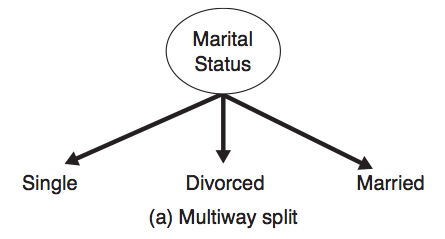 Marital
Status
Single Divorced Married
(a) Multiway split